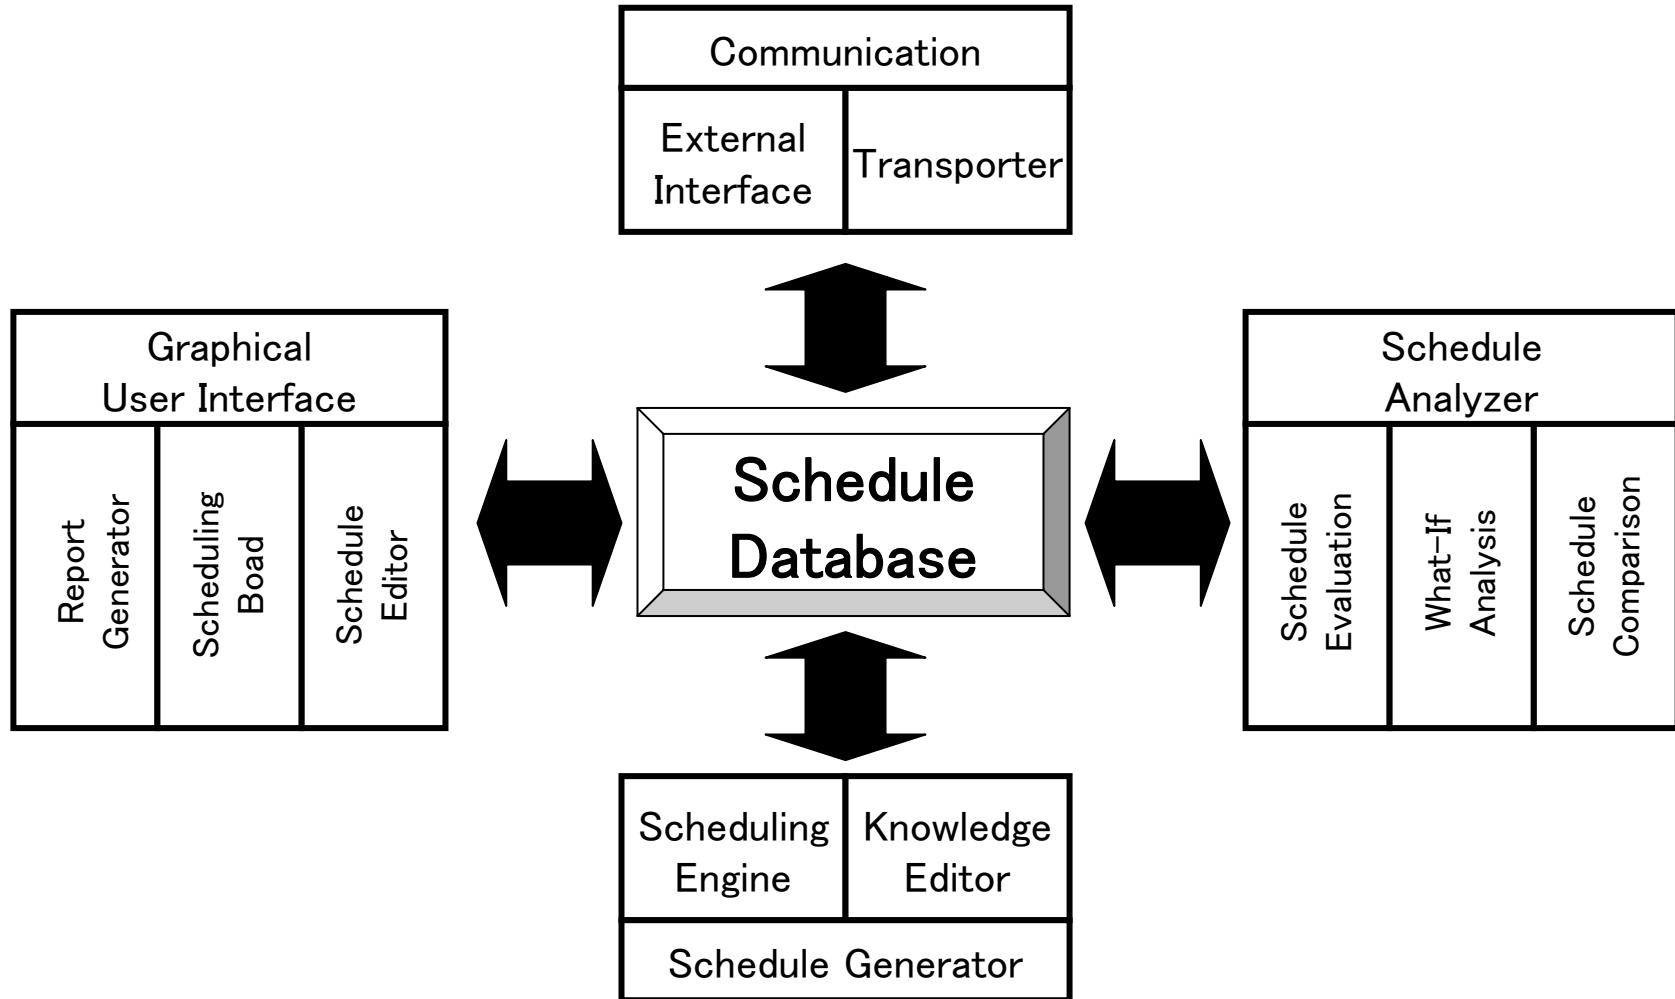 Communication
External
Interface
Transporter
Graphical
User Interface
Report
Generator
Scheduling
Boad
Schedule
Editor
Schedule
Database
Schedule
Analyzer
Schedule
Evaluation
What-If
Analysis
Schedule
Comparison
Scheduling
Engine
Knowledge
Editor
Schedule Generator